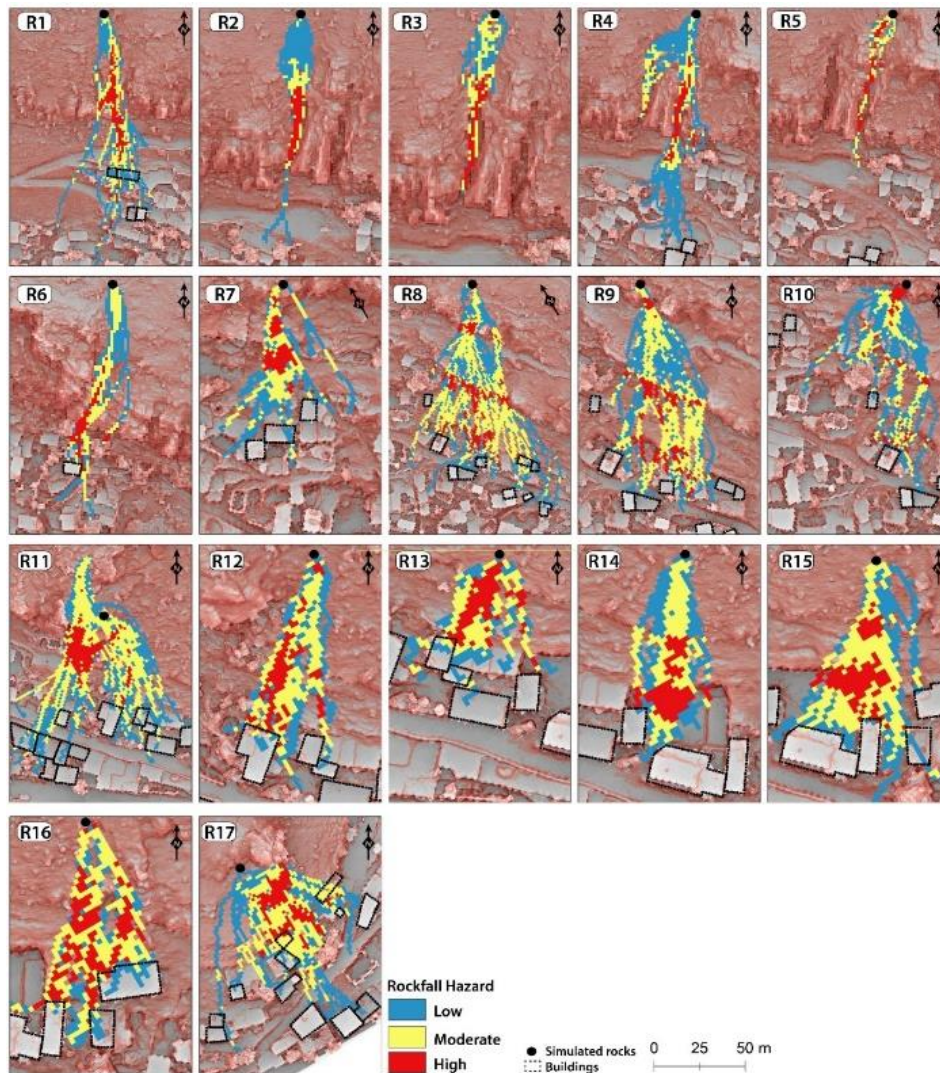 R1 N R2 N R3 N R4 N R5 N
R6 N R7 N R8 N R9 N R10 N
R11 N R12 N R13 N R14 N R15 N
R16 N R17 N
Rockfall Hazard
Low
Moderate
High
Simulated rocks
Buildings
0 25 50 m